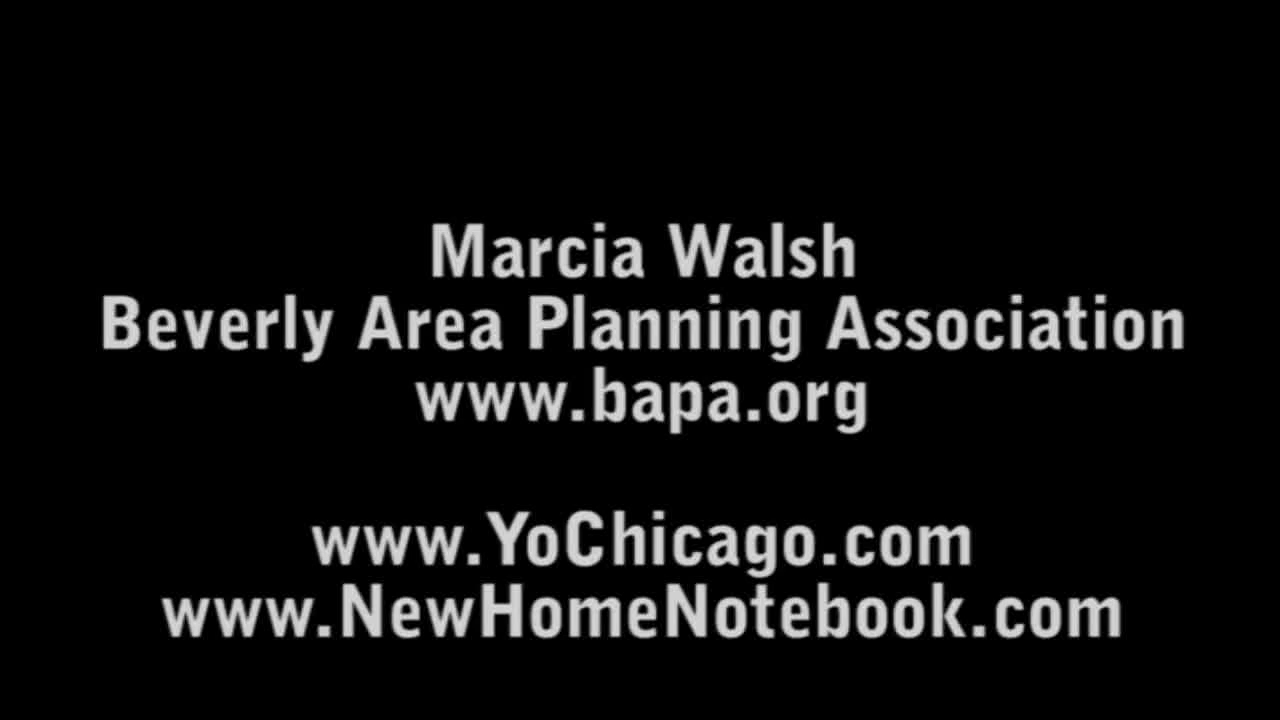 Marcia Walsh
Beverly Area Planning Association
www.bapa.org
www.YoChicago.com
www.NewHomeNotebook.com